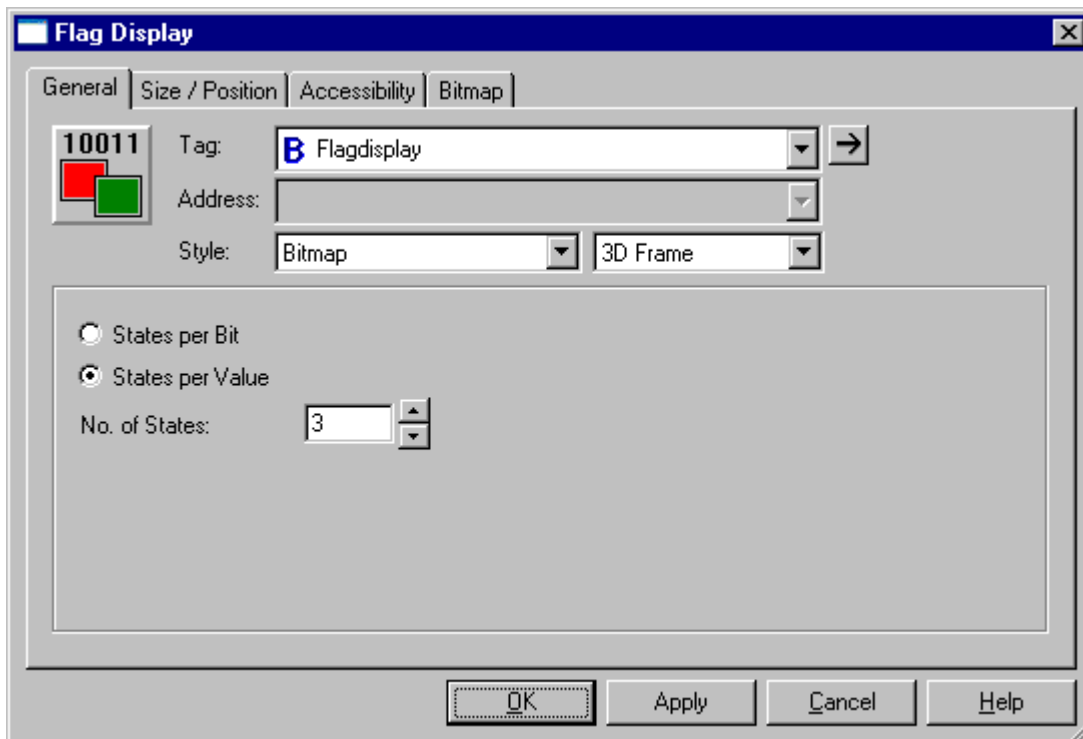 Flag Display
General Size / Position Accessibility Bitmap
10011 Tag: B Flagdisplay
Address:
Style: Bitmap 3D Frame
States per Bit
States per Value
No. of States: 3
OK Apply Cancel Help